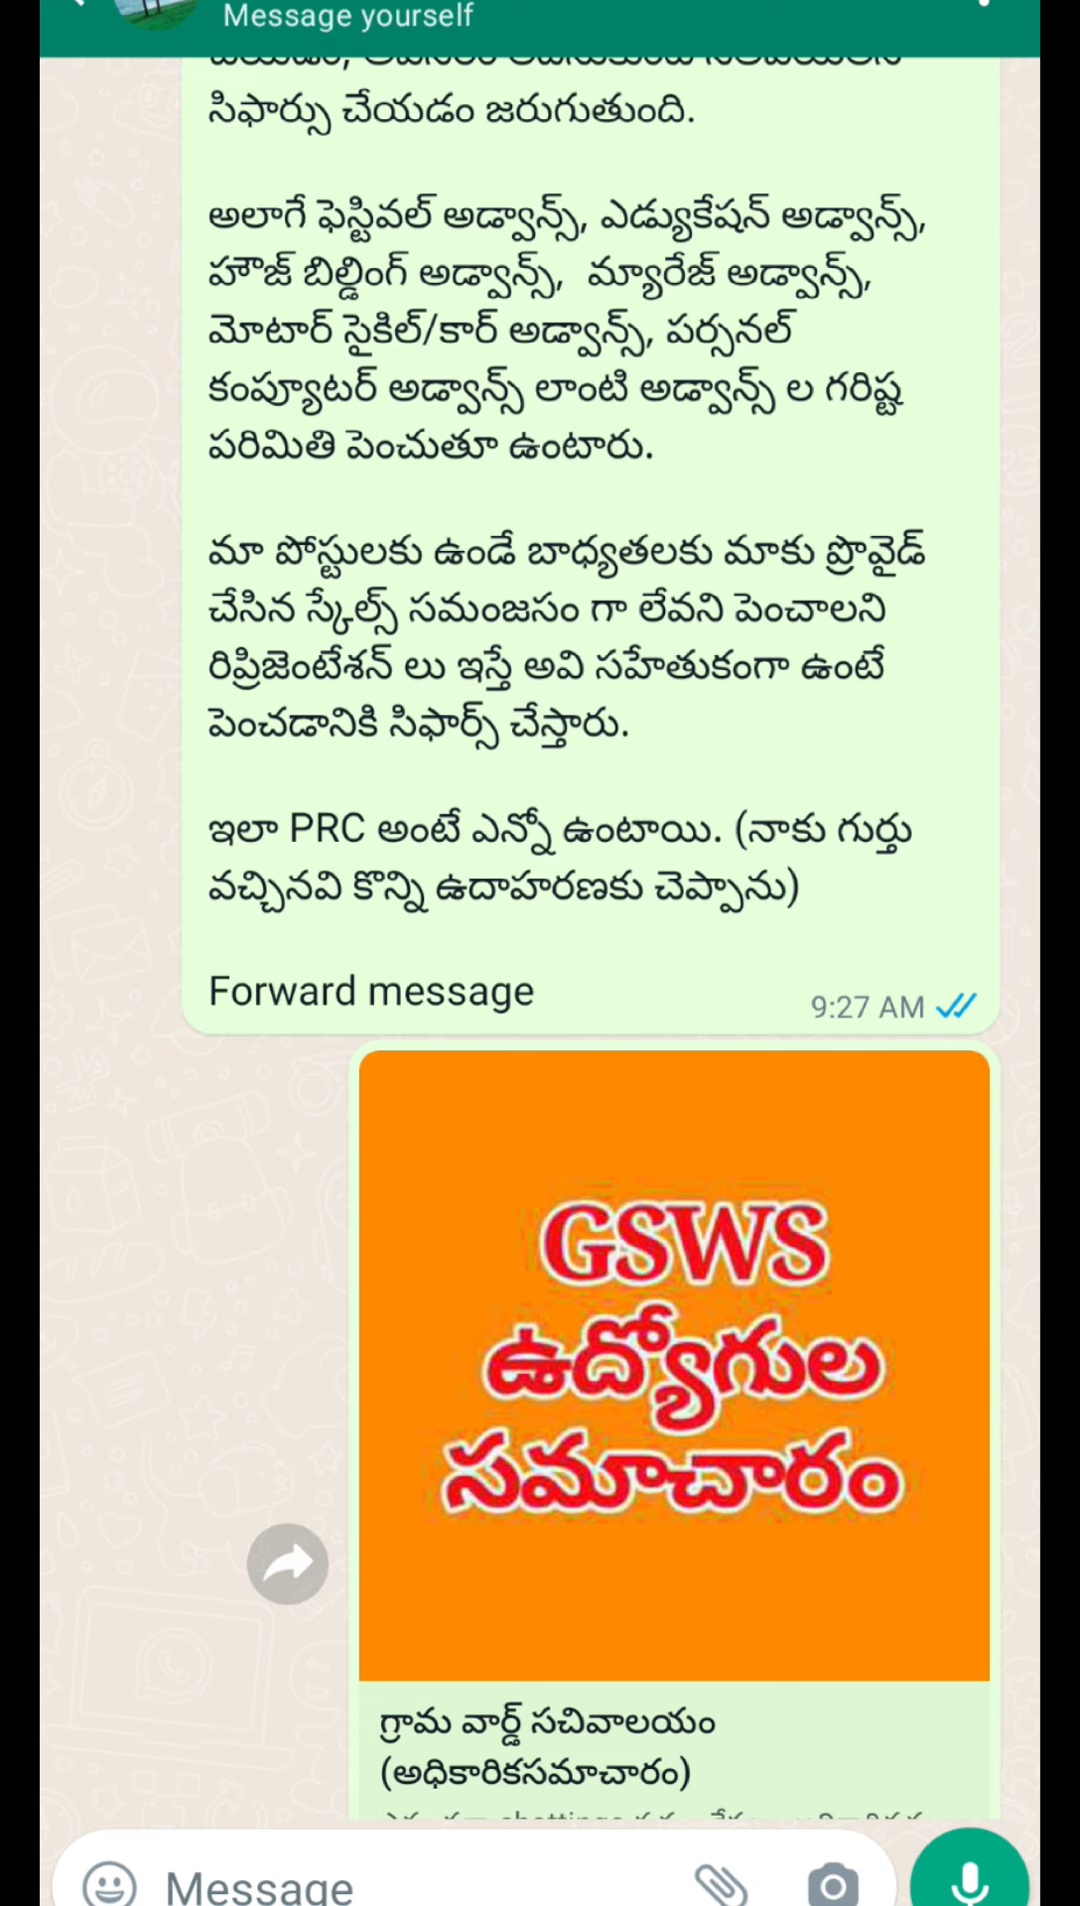 Message yourself
సిఫార్సు చేయడం జరుగుతుంది.
అలాగే ఫెస్టివల్ అడ్వాన్స్, ఎడ్యుకేషన్ అడ్వాన్స్,
హౌజ్ బిల్డింగ్ అడ్వాన్స్, మ్యారేజ్ అడ్వాన్స్,
మోటార్ సైకిల్/కార్ అడ్వాన్స్, పర్సనల్
కంప్యూటర్ అడ్వాన్స్ లాంటి అడ్వాన్స్ ల గరిష్ట
పరిమితి పెంచుతూ ఉంటారు.
మా పోస్టులకు ఉండే బాధ్యతలకు మాకు ప్రొవైడ్
చేసిన స్కేల్స్ సమంజసం గా లేవని పెంచాలని
రిప్రిజెంటేశన్ లు ఇస్తే అవి సహేతుకంగా ఉంటే
పెంచడానికి సిఫార్స్ చేస్తారు.
ఇలా PRC అంటే ఎన్నో ఉంటాయి. (నాకు గుర్తు
వచ్చినవి కొన్ని ఉదాహరణకు చెప్పాను)
Forward message
9:27 AM
GSWS
ఉద్యోగుల
సమాచారం
గ్రామ వార్డ్ సచివాలయం
(అధికారికసమాచారం)
Message